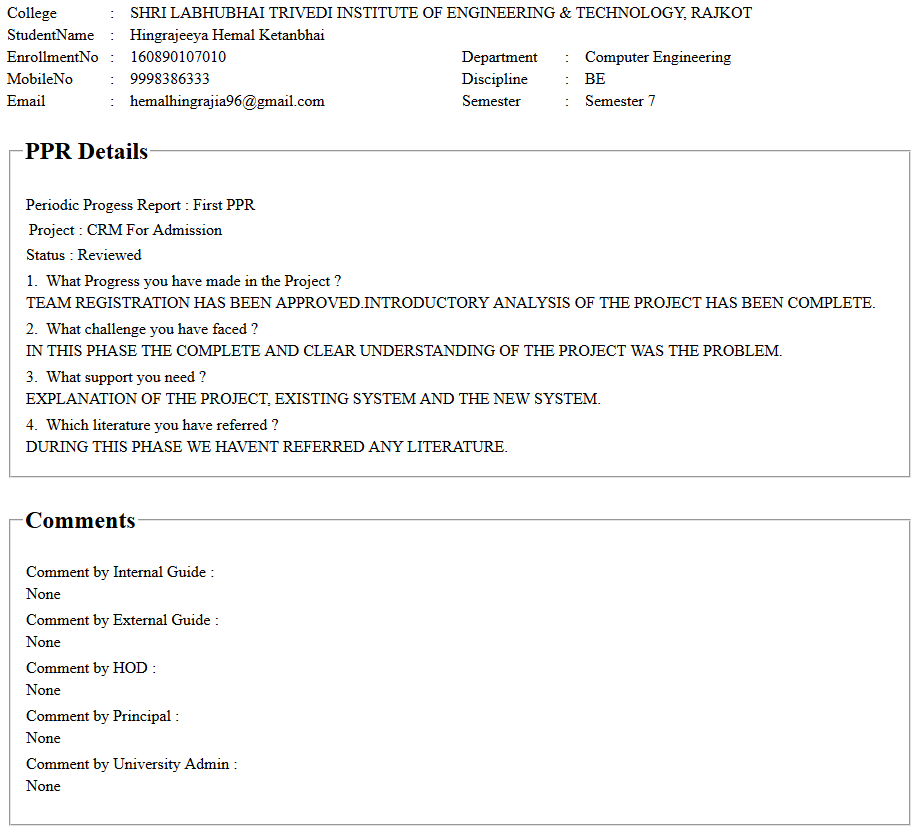 College : SHRI LABHUBHAI TRIVEDI INSTITUTE OF ENGINEERING & TECHNOLOGY, RAJKOT
StudentName : Hingrajeeya Hemal Ketanbhai
EnrollmentNo : 160890107010 Department : Computer Engineering
MobileNo : 9998386333 Discipline : BE
Email : hemalhingrajia96@gmail.com Semester : Semester 7
PPR Details
Periodic Progess Report : First PPR
Project : CRM For Admission
Status : Reviewed
1. What Progress you have made in the Project ?
TEAM REGISTRATION HAS BEEN APPROVED.INTRODUCTORY ANALYSIS OF THE PROJECT HAS BEEN COMPLETE.
2. What challenge you have faced ?
IN THIS PHASE THE COMPLETE AND CLEAR UNDERSTANDING OF THE PROJECT WAS THE PROBLEM.
3. What support you need ?
EXPLANATION OF THE PROJECT, EXISTING SYSTEM AND THE NEW SYSTEM.
4. Which literature you have referred ?
DURING THIS PHASE WE HAVENT REFERRED ANY LITERATURE.
Comments
Comment by Internal Guide :
None
Comment by External Guide :
None
Comment by HOD :
None
Comment by Principal :
None
Comment by University Admin :
None